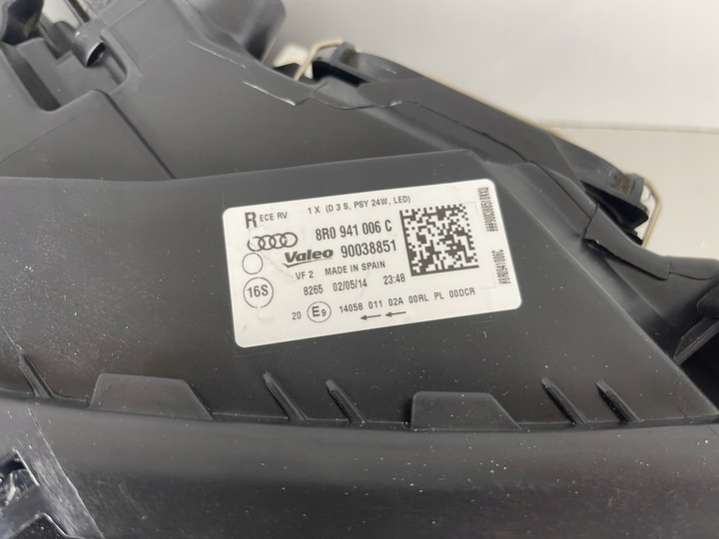 R ECE RV 1 X (D 3 S, PSY 24W, LED)
8R0 941 006 C
Valeo 90038851
VF 2 MADE IN SPAIN
16S 8265 02/05/14 23:48
20 E9 14058 011 02A 00RL PL 00DCR
#8R0941006C